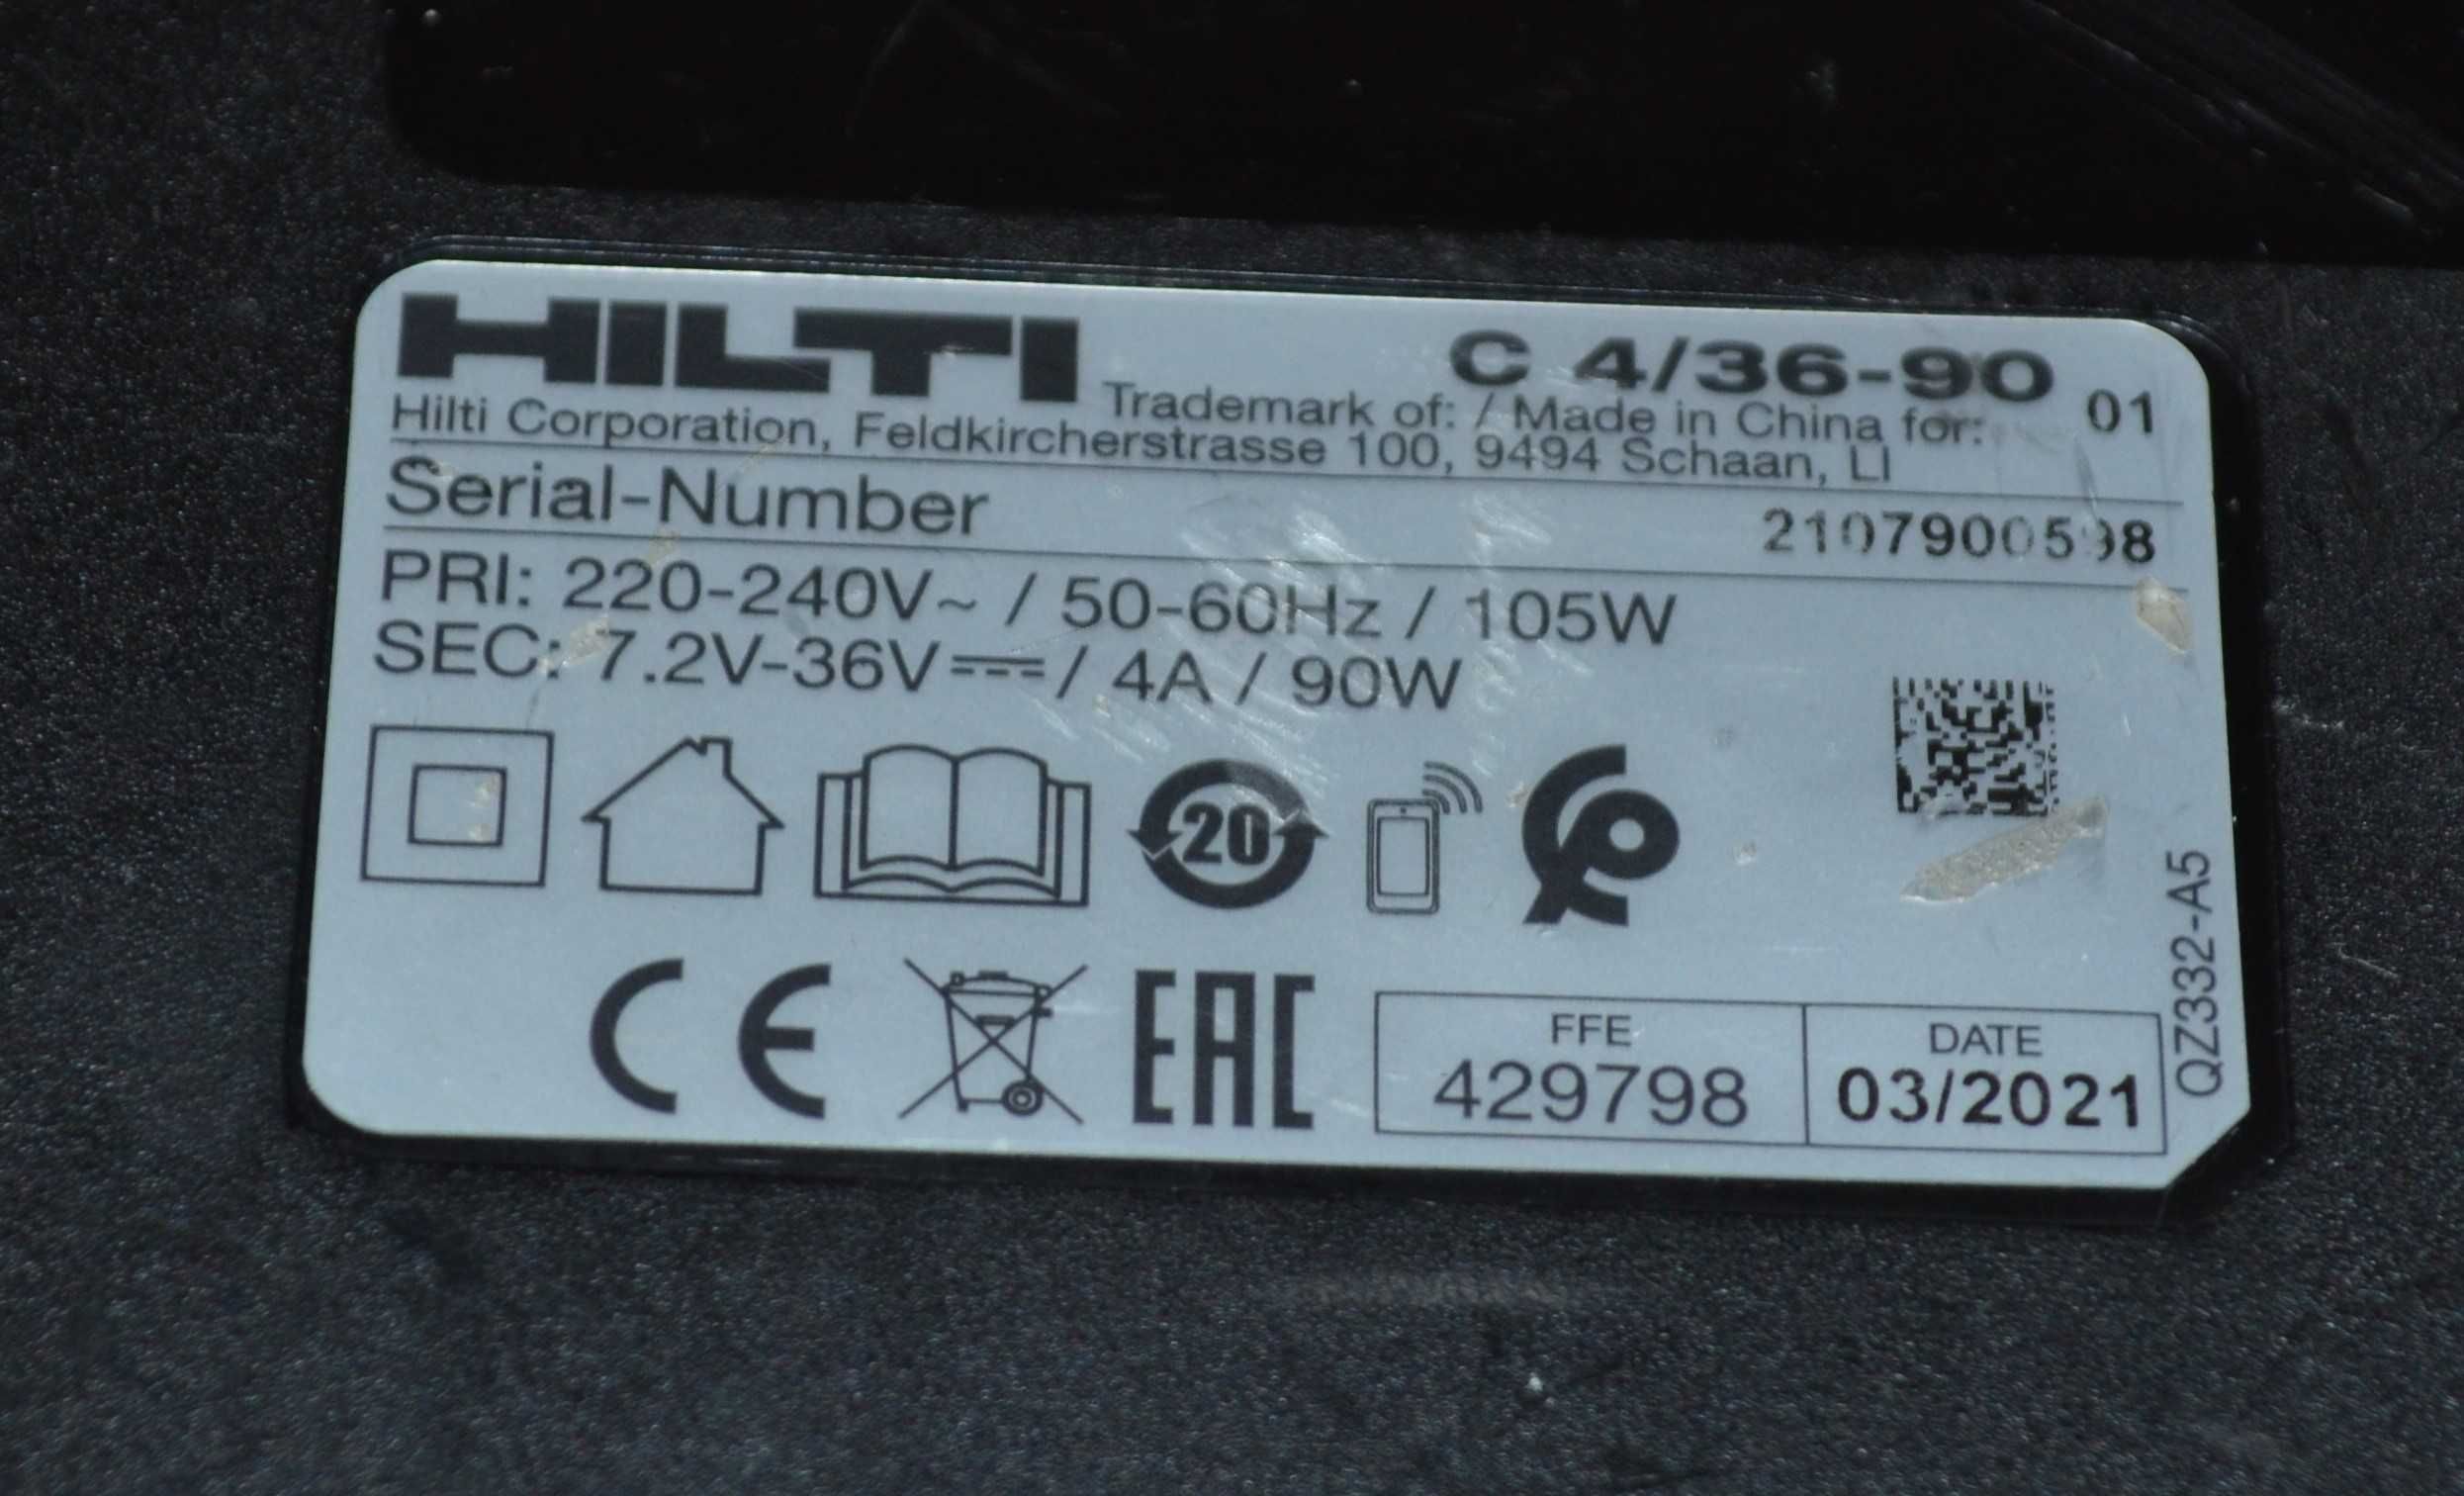 HILTI C 4/36-90 01
Trademark of: / Made in China for:
Hilti Corporation, Feldkircherstrasse 100, 9494 Schaan, LI
Serial-Number 2107900598
PRI: 220-240V~ / 50-60Hz / 105W
SEC: 7.2V-36V⎓/ 4A / 90W
20
CE EAC
FFE DATE
429798 03/2021
QZ332-A5